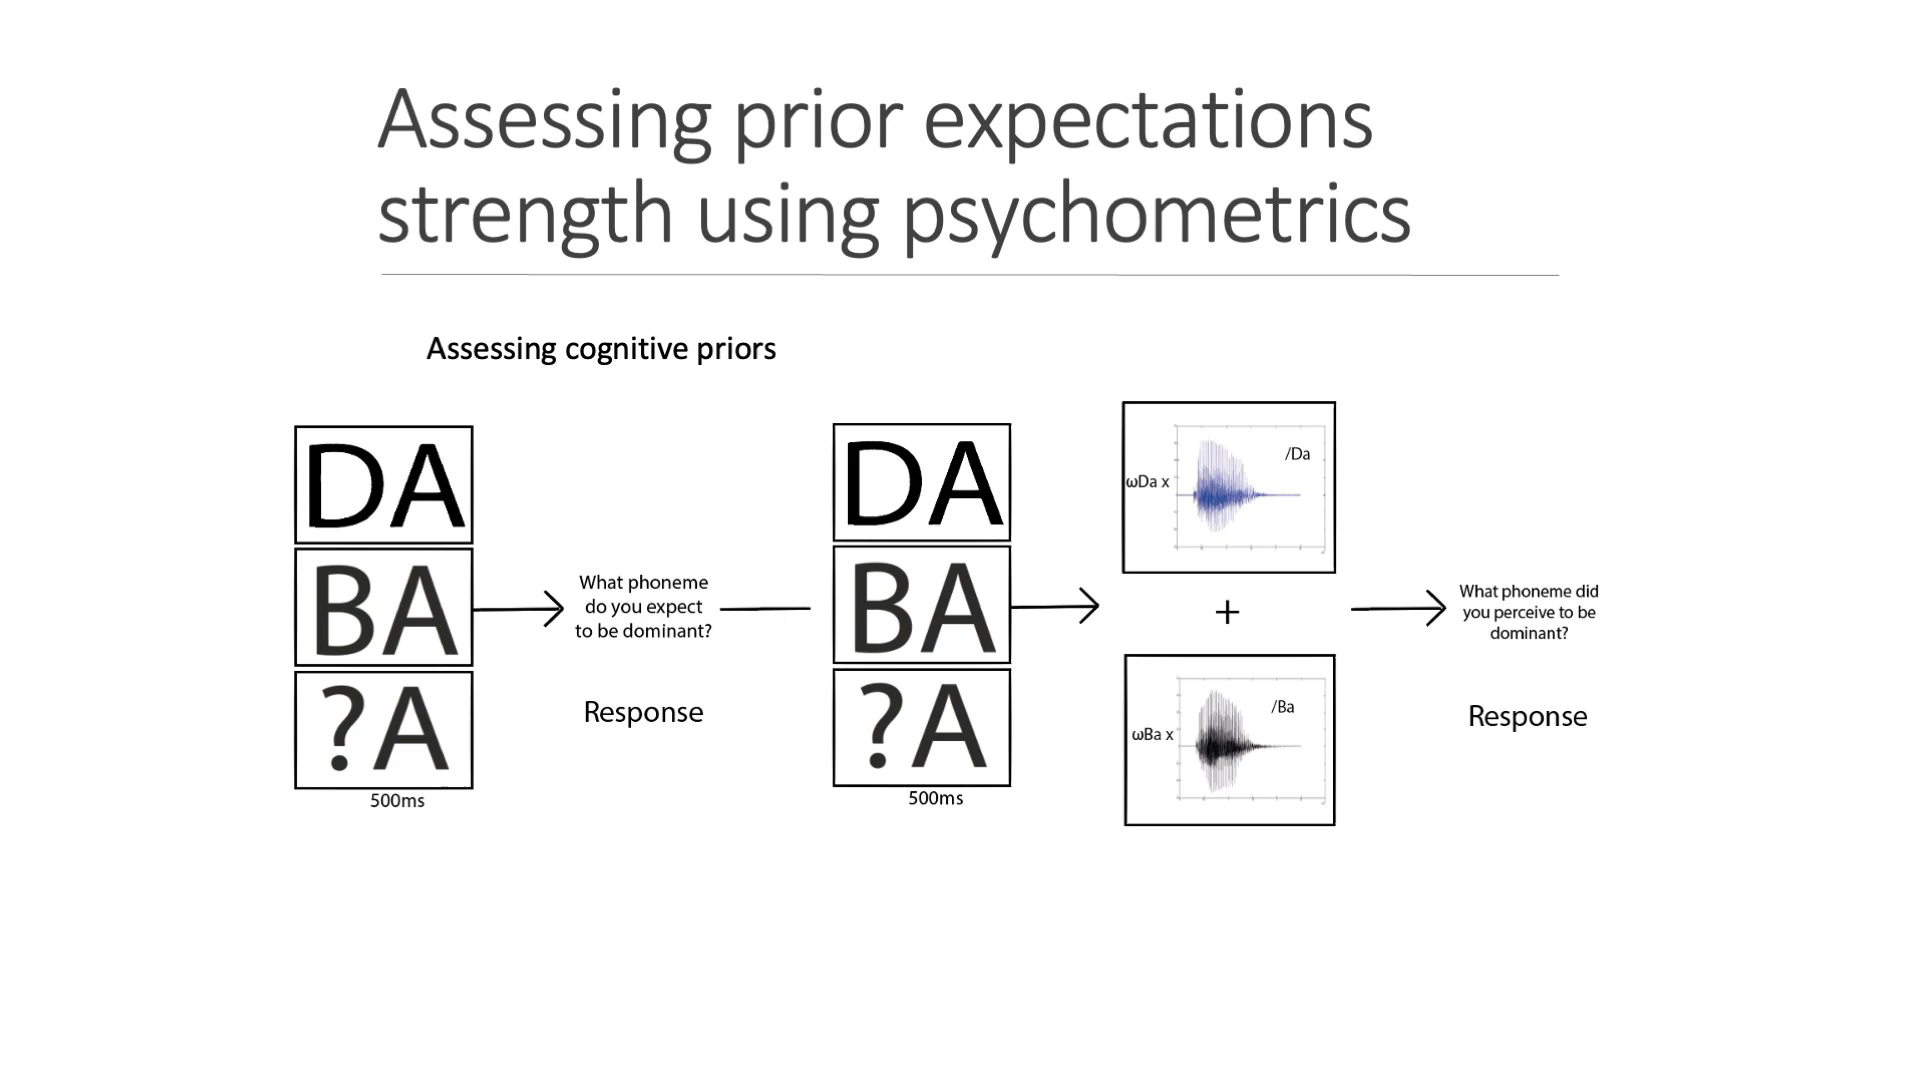 Assessing prior expectations
strength using psychometrics
Assessing cognitive priors
DA
BA
?A
500ms
What phoneme
do you expect
to be dominant?
Response
DA
BA
?A
500ms
ωDa x
/Da
+
ωBa x
/Ba
What phoneme did
you perceive to be
dominant?
Response